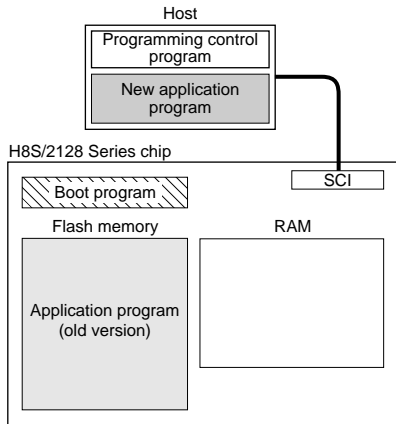 Host
Programming control
program
New application
program
H8S/2128 Series chip
SCI
Boot program
Flash memory
RAM
Application program
(old version)